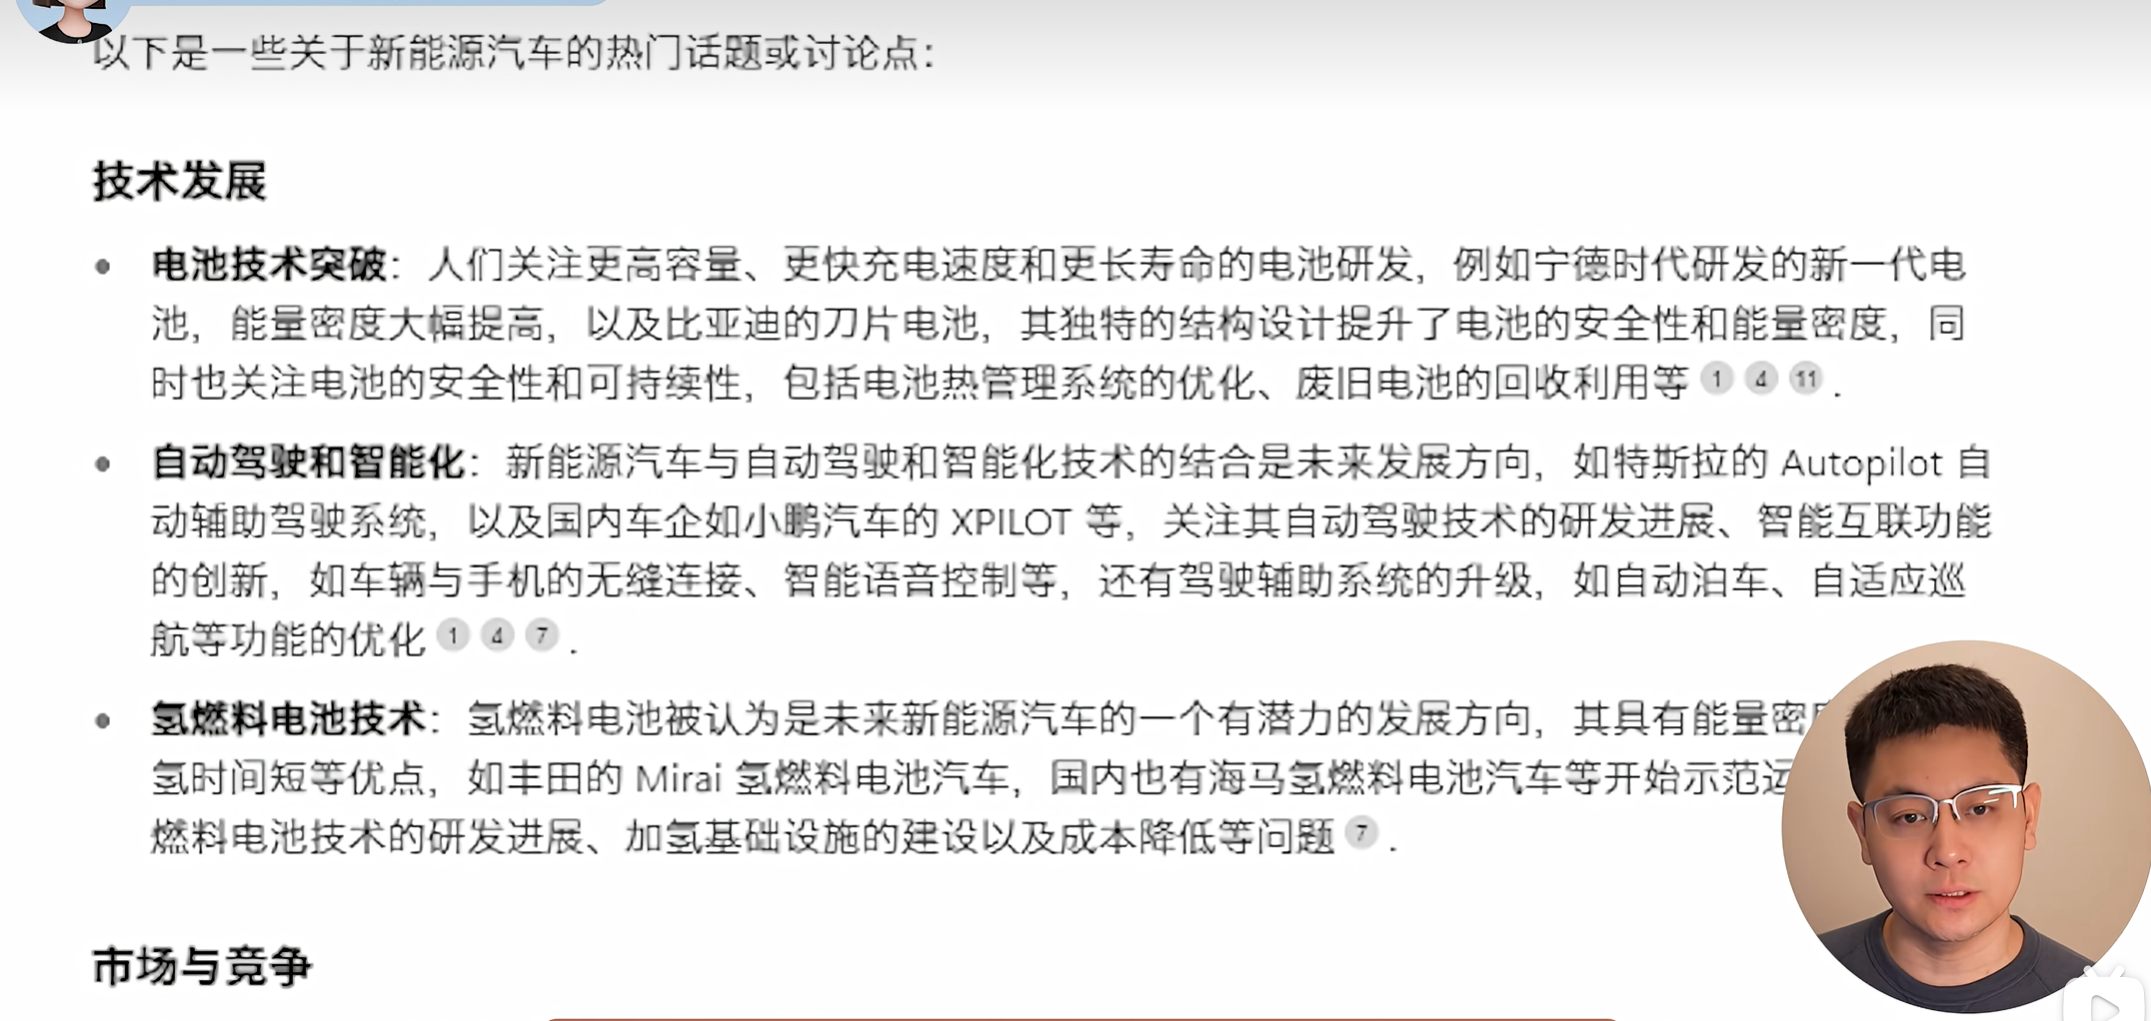 以下是一些关于新能源汽车的热门话题或讨论点：
技术发展
电池技术突破：人们关注更高容量、更快充电速度和更长寿命的电池研发，例如宁德时代研发的新一代电
池，能量密度大幅提高，以及比亚迪的刀片电池，其独特的结构设计提升了电池的安全性和能量密度，同
时也关注电池的安全性和可持续性，包括电池热管理系统的优化、废旧电池的回收利用等 1 4 11 .
自动驾驶和智能化：新能源汽车与自动驾驶和智能化技术的结合是未来发展方向，如特斯拉的 Autopilot 自
动辅助驾驶系统，以及国内车企如小鹏汽车的 XPILOT 等，关注其自动驾驶技术的研发进展、智能互联功能
的创新，如车辆与手机的无缝连接、智能语音控制等，还有驾驶辅助系统的升级，如自动泊车、自适应巡
航等功能的优化 1 4 7 .
氢燃料电池技术：氢燃料电池被认为是未来新能源汽车的一个有潜力的发展方向，其具有能量密
氢时间短等优点，如丰田的 Mirai 氢燃料电池汽车，国内也有海马氢燃料电池汽车等开始示范运
燃料电池技术的研发进展、加氢基础设施的建设以及成本降低等问题 7 .
市场与竞争